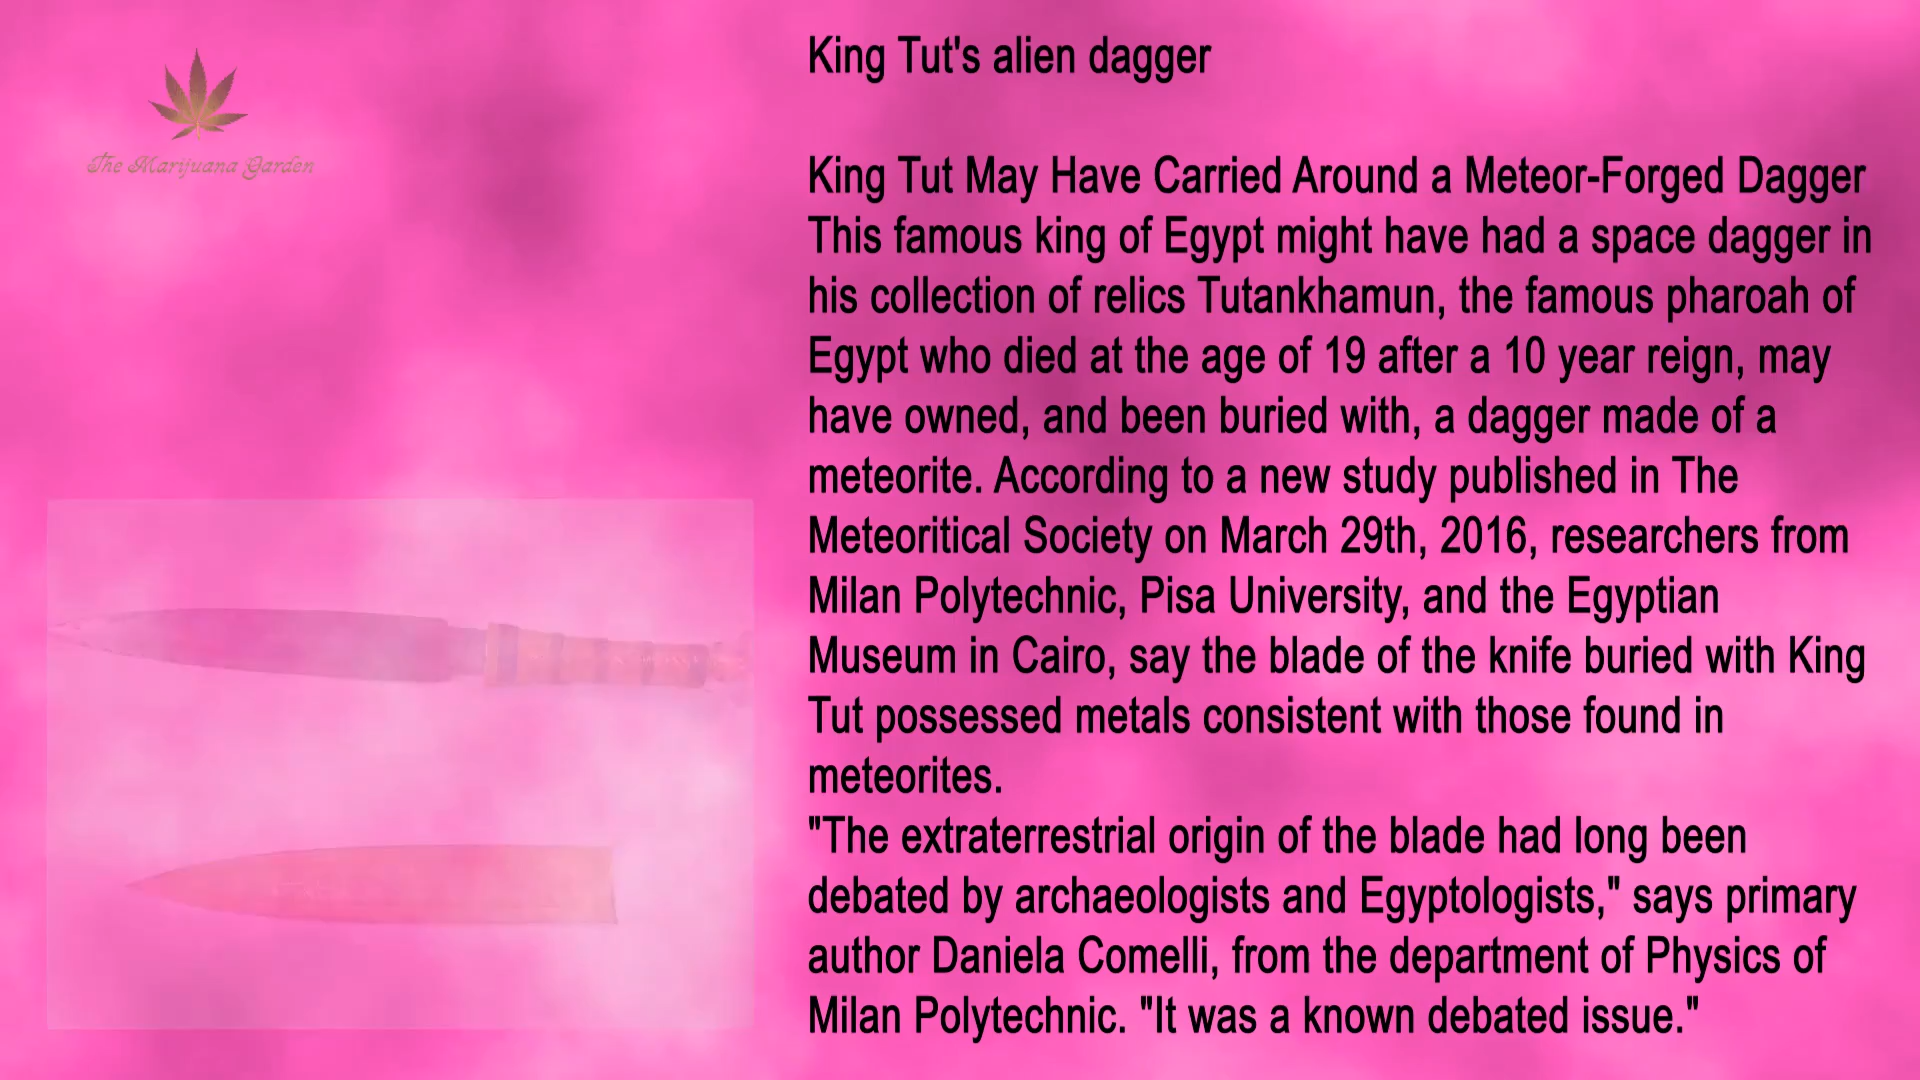 The Marijuana Garden
King Tut's alien dagger
King Tut May Have Carried Around a Meteor-Forged Dagger
This famous king of Egypt might have had a space dagger in
his collection of relics Tutankhamun, the famous pharoah of
Egypt who died at the age of 19 after a 10 year reign, may
have owned, and been buried with, a dagger made of a
meteorite. According to a new study published in The
Meteoritical Society on March 29th, 2016, researchers from
Milan Polytechnic, Pisa University, and the Egyptian
Museum in Cairo, say the blade of the knife buried with King
Tut possessed metals consistent with those found in
meteorites.
"The extraterrestrial origin of the blade had long been
debated by archaeologists and Egyptologists," says primary
author Daniela Comelli, from the department of Physics of
Milan Polytechnic. "It was a known debated issue."